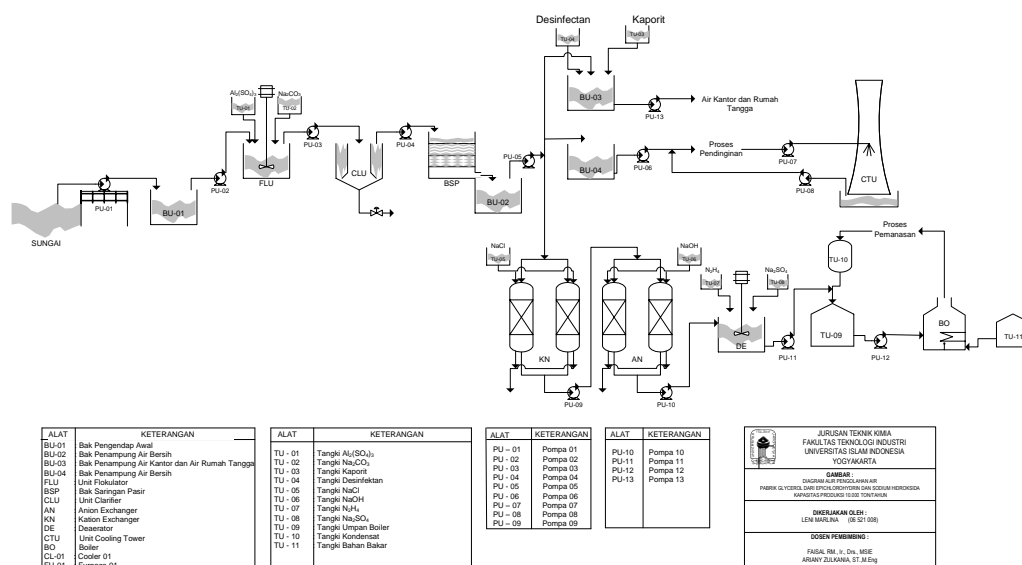 Desinfectan
Kaporit
TU-04
TU-03
BU-03
PU-13
Air Kantor dan Rumah
Tangga
Al₂(SO₄)₃
Na₂CO₃
TU-01
TU-02
FLU
PU-03
PU-04
CLU
BSP
PU-05
BU-02
BU-04
PU-06
Proses
Pendinginan
PU-07
PU-08
CTU
PU-01
BU-01
PU-02
SUNGAI
NaCl
TU-05
NaOH
TU-06
KN
AN
PU-09
PU-10
N₂H₄
TU-07
Na₂SO₄
TU-08
DE
PU-11
TU-10
Proses
Pemanasan
TU-09
PU-12
BO
TU-11
ALAT KETERANGAN
BU-01 : Bak Pengendap Awal
BU-02 : Bak Penampung Air Bersih
BU-03 : Bak Penampung Air Kantor dan Air Rumah Tangga
BU-04 : Bak Penampung Air Bersih
FLU : Unit Flokulator
BSP : Bak Saringan Pasir
CLU : Unit Clarifier
AN : Anion Exchanger
KN : Kation Exchanger
DE : Deaerator
CTU : Unit Cooling Tower
BO : Boiler
CL-01 : Cooler 01
FU-01 : Furnace 01
ALAT KETERANGAN
TU - 01 : Tangki Al₂(SO₄)₃
TU - 02 : Tangki Na₂CO₃
TU - 03 : Tangki Kaporit
TU - 04 : Tangki Desinfektan
TU - 05 : Tangki NaCl
TU - 06 : Tangki NaOH
TU - 07 : Tangki N₂H₄
TU - 08 : Tangki Na₂SO₄
TU - 09 : Tangki Umpan Boiler
TU - 10 : Tangki Kondensat
TU - 11 : Tangki Bahan Bakar
ALAT KETERANGAN
PU – 01 Pompa 01
PU - 02 Pompa 02
PU - 03 Pompa 03
PU - 04 Pompa 04
PU - 05 Pompa 05
PU - 06 Pompa 06
PU – 07 Pompa 07
PU – 08 Pompa 08
PU – 09 Pompa 09
ALAT KETERANGAN
PU-10 Pompa 10
PU-11 Pompa 11
PU-12 Pompa 12
PU-13 Pompa 13
JURUSAN TEKNIK KIMIA
FAKULTAS TEKNOLOGI INDUSTRI
UNIVERSITAS ISLAM INDONESIA
YOGYAKARTA
GAMBAR :
DIAGRAM ALIR PENGOLAHAN AIR
PABRIK GLYCEROL DARI EPICHLOROHYDRIN DAN SODIUM HIDROKSIDA
KAPASITAS PRODUKSI 10.000 TON/TAHUN
DIKERJAKAN OLEH :
LENI MARLINA (06 521 008)
DOSEN PEMBIMBING :
FAISAL RM., Ir., Drs., MSIE
ARIANY ZULKANIA, ST.,M.Eng